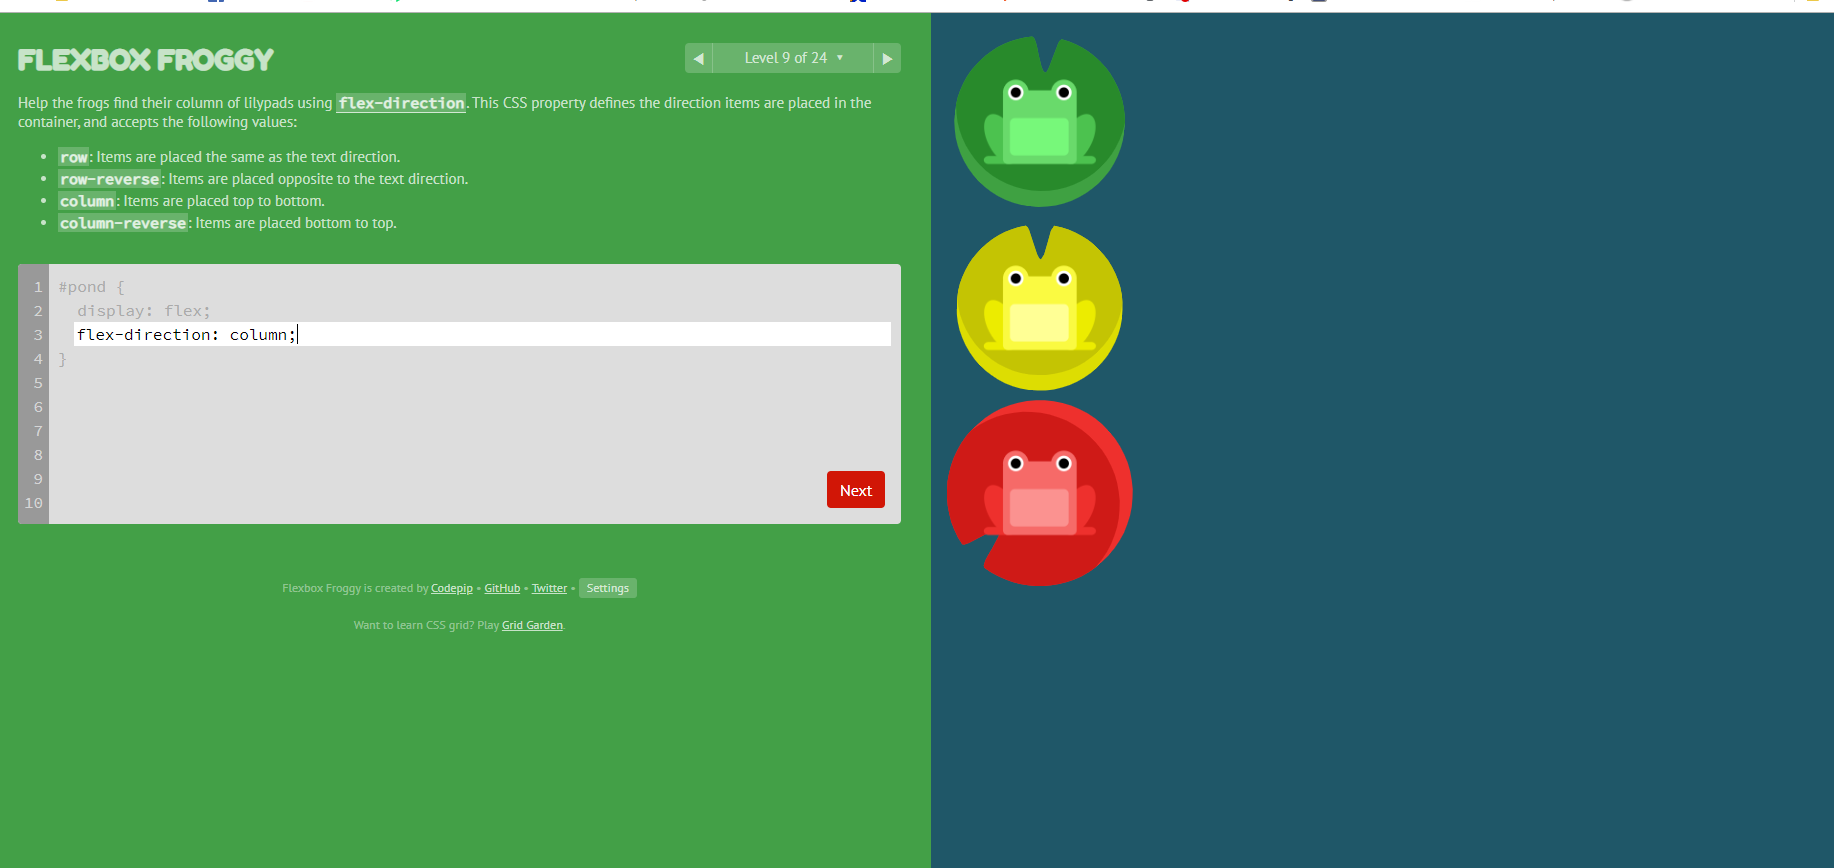 FLEXBOX FROGGY
◀ Level 9 of 24 ▼ ▶
Help the frogs find their column of lilypads using flex-direction. This CSS property defines the direction items are placed in the
container, and accepts the following values:
• row: Items are placed the same as the text direction.
• row-reverse: Items are placed opposite to the text direction.
• column: Items are placed top to bottom.
• column-reverse: Items are placed bottom to top.
1 #pond {
2 display: flex;
3 flex-direction: column;
4 }
5
6
7
8
9
10
Next
Flexbox Froggy is created by Codepip • GitHub • Twitter • Settings
Want to learn CSS grid? Play Grid Garden.